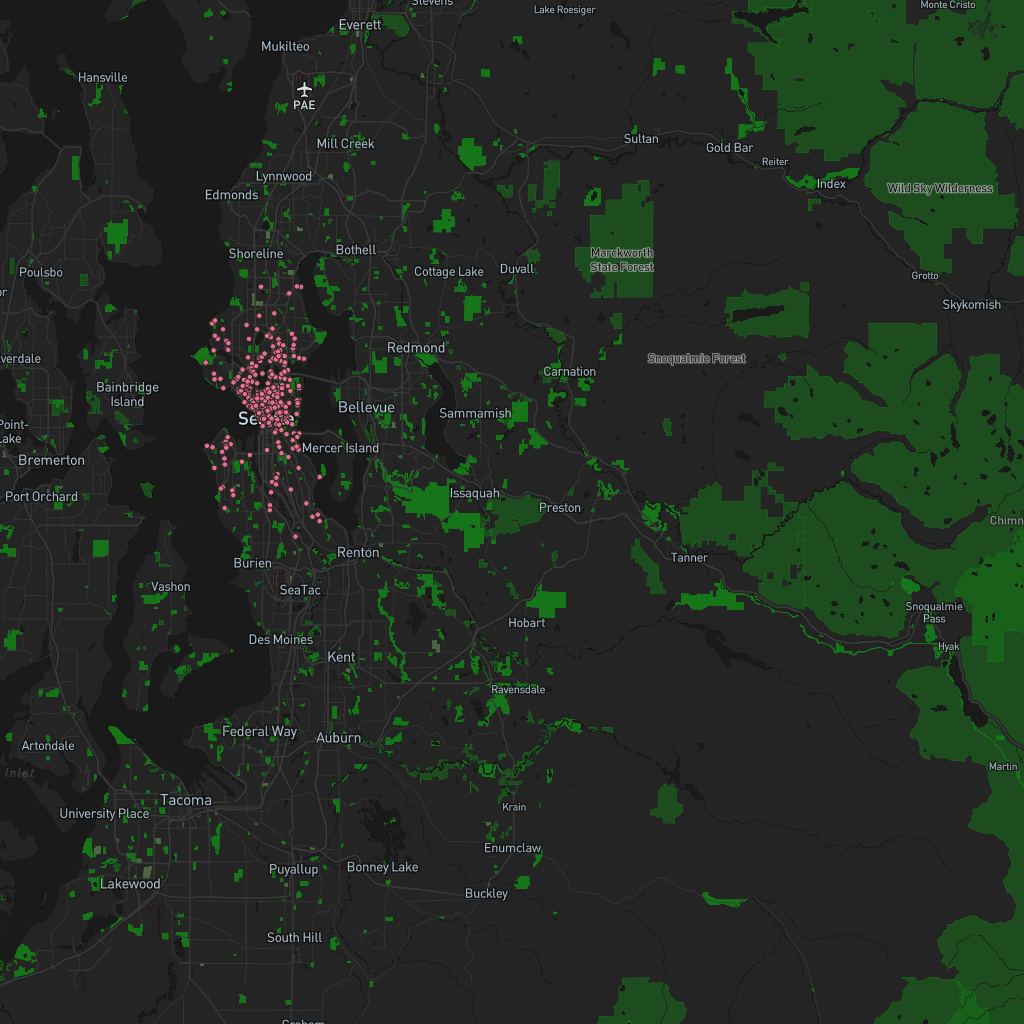 Stevens
Lake Roesiger
Monte Cristo
Everett
Mukilteo
Hansville
PAE
Sultan
Mill Creek
Gold Bar
Reiter
Lynnwood
Index
Edmonds
Wild Sky Wilderness
Shoreline
Bothell
Marckworth
State Forest
Poulsbo
Cottage Lake
Duvall
Grotto
or
Skykomish
Redmond
verdale
Snoqualmie Forest
Carnation
Bainbridge
Island
Bellevue
Sammamish
Se
e
Point-
Lake
Mercer Island
Bremerton
Port Orchard
Issaquah
Preston
Chimn
Renton
Tanner
Burien
Vashon
SeaTac
Snoqualmie
Pass
Hobart
Des Moines
Hyak
Kent
Ravensdale
Federal Way
Auburn
Artondale
Martin
Inlet
Tacoma
University Place
Krain
Enumclaw
Puyallup
Bonney Lake
Lakewood
Buckley
South Hill
Graham